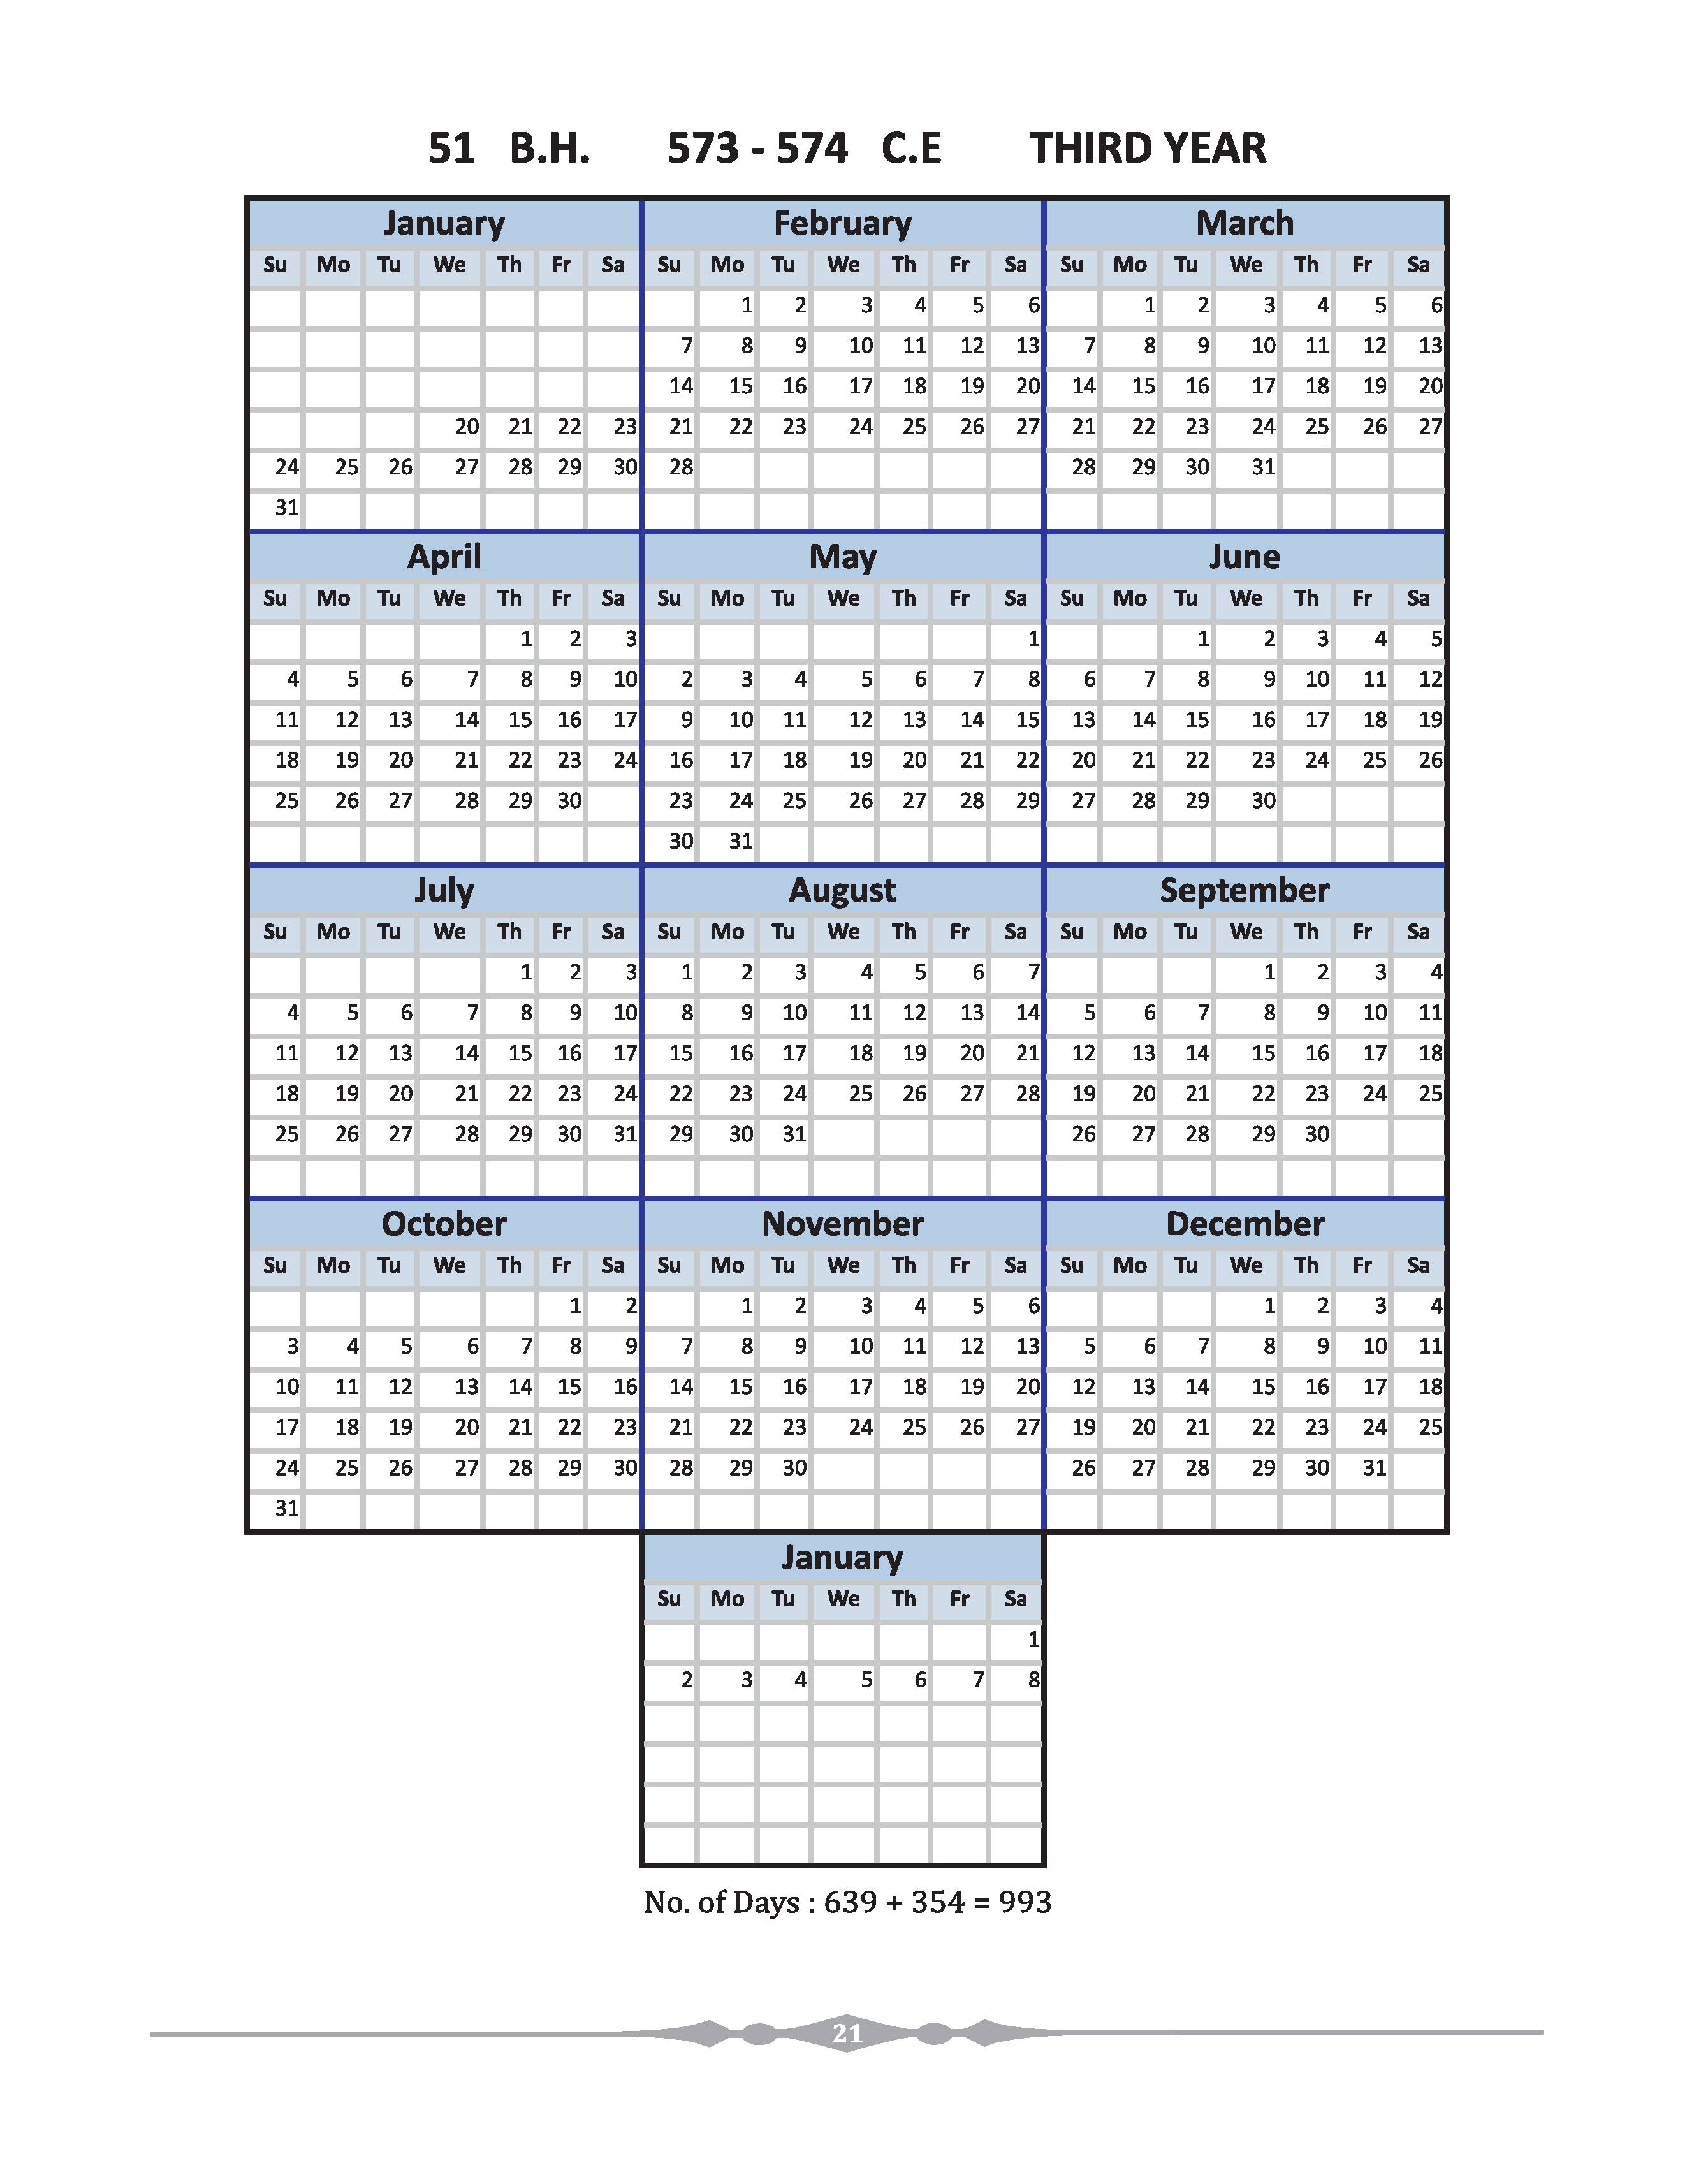 51 B.H. 573 - 574 C.E THIRD YEAR
January February March
Su Mo Tu We Th Fr Sa Su Mo Tu We Th Fr Sa Su Mo Tu We Th Fr Sa
1 2 3 4 5 6 1 2 3 4 5 6
7 8 9 10 11 12 13 7 8 9 10 11 12 13
14 15 16 17 18 19 20 14 15 16 17 18 19 20
20 21 22 23 21 22 23 24 25 26 27 21 22 23 24 25 26 27
24 25 26 27 28 29 30 28 28 29 30 31
31
April May June
Su Mo Tu We Th Fr Sa Su Mo Tu We Th Fr Sa Su Mo Tu We Th Fr Sa
1 2 3 1 1 2 3 4 5
4 5 6 7 8 9 10 2 3 4 5 6 7 8 6 7 8 9 10 11 12
11 12 13 14 15 16 17 9 10 11 12 13 14 15 13 14 15 16 17 18 19
18 19 20 21 22 23 24 16 17 18 19 20 21 22 20 21 22 23 24 25 26
25 26 27 28 29 30 23 24 25 26 27 28 29 27 28 29 30
30 31
July August September
Su Mo Tu We Th Fr Sa Su Mo Tu We Th Fr Sa Su Mo Tu We Th Fr Sa
1 2 3 1 2 3 4 5 6 7 1 2 3 4
4 5 6 7 8 9 10 8 9 10 11 12 13 14 5 6 7 8 9 10 11
11 12 13 14 15 16 17 15 16 17 18 19 20 21 12 13 14 15 16 17 18
18 19 20 21 22 23 24 22 23 24 25 26 27 28 19 20 21 22 23 24 25
25 26 27 28 29 30 31 29 30 31 26 27 28 29 30
October November December
Su Mo Tu We Th Fr Sa Su Mo Tu We Th Fr Sa Su Mo Tu We Th Fr Sa
1 2 1 2 3 4 5 6 1 2 3 4
3 4 5 6 7 8 9 7 8 9 10 11 12 13 5 6 7 8 9 10 11
10 11 12 13 14 15 16 14 15 16 17 18 19 20 12 13 14 15 16 17 18
17 18 19 20 21 22 23 21 22 23 24 25 26 27 19 20 21 22 23 24 25
24 25 26 27 28 29 30 28 29 30 26 27 28 29 30 31
31
January
Su Mo Tu We Th Fr Sa
1
2 3 4 5 6 7 8
No. of Days : 639 + 354 = 993
21